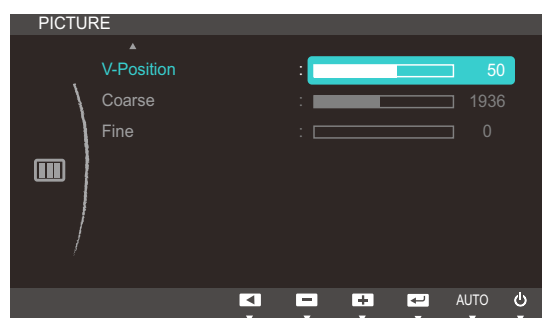 PICTURE
V-Position : 50
Coarse : 1936
Fine : 0
AUTO